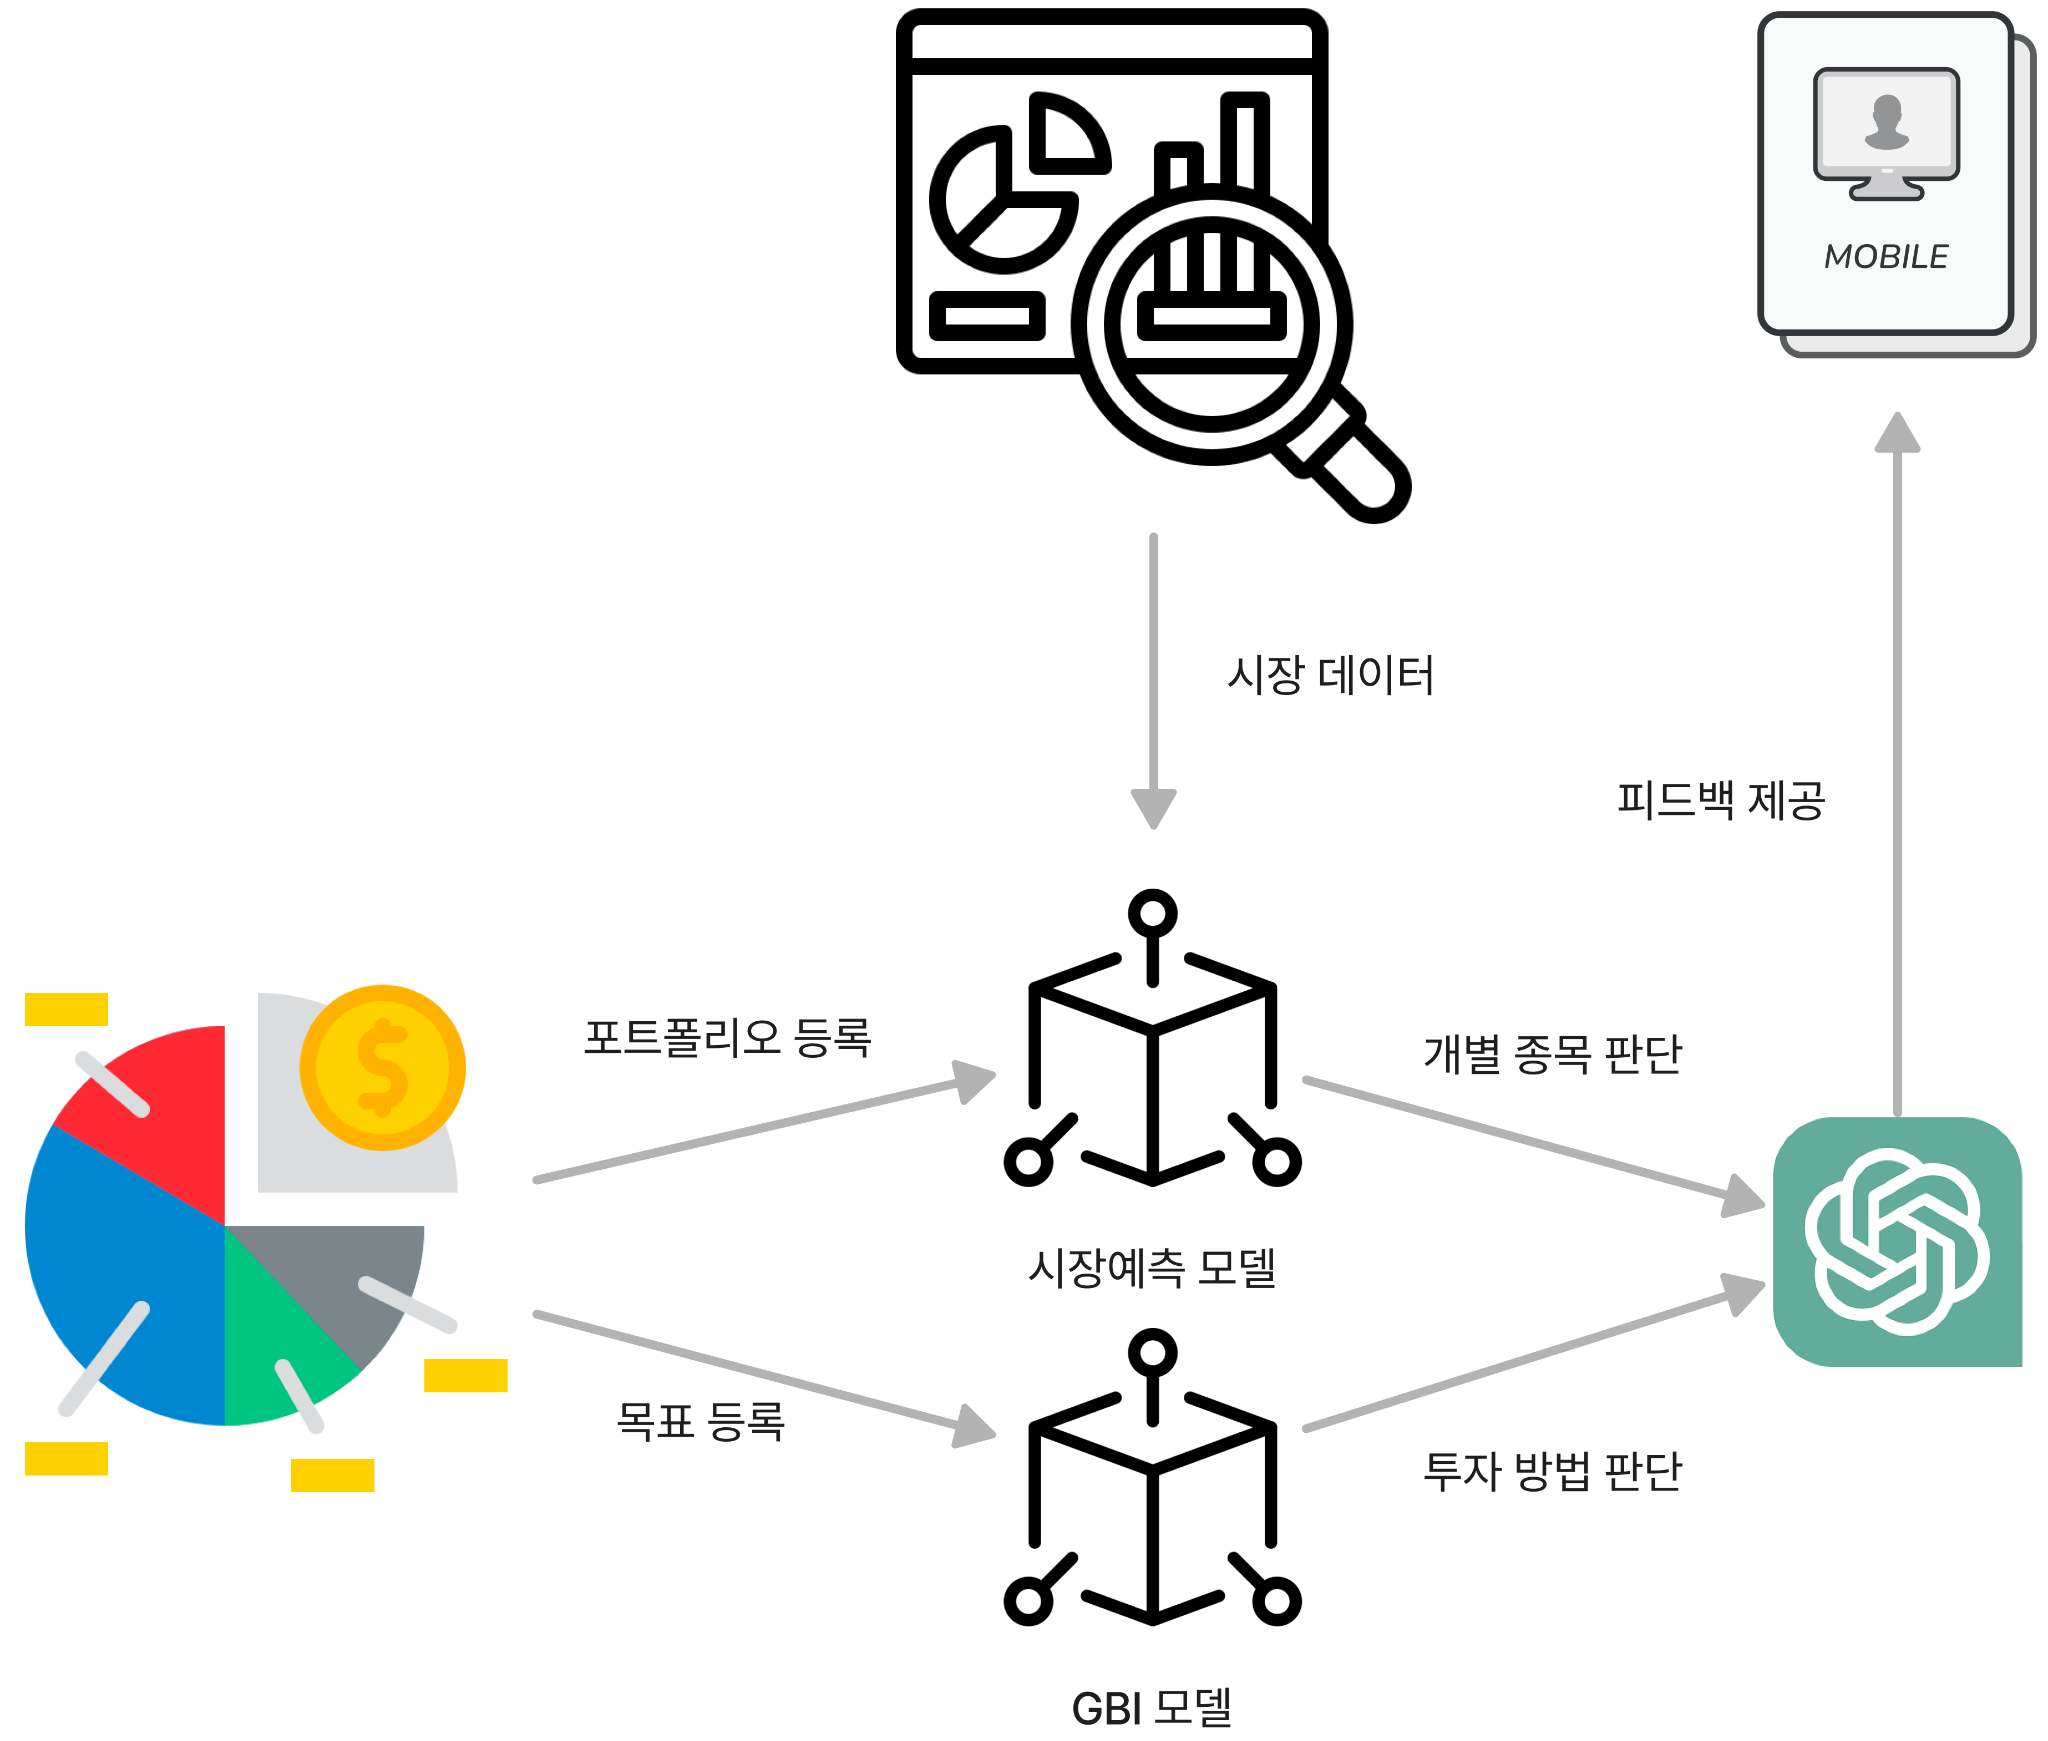 MOBILE
시장 데이터
피드백 제공
포트폴리오 등록
개별 종목 판단
시장예측 모델
목표 등록
투자 방법 판단
GBI 모델